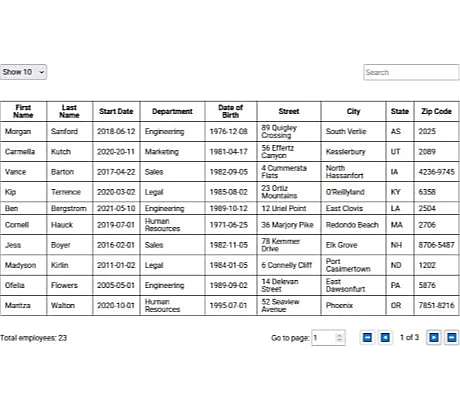 Show 10
Search
First Name Last Name Start Date Department Date of Birth Street City State Zip Code
Morgan Sanford 2018-06-12 Engineering 1976-12-08 89 Quigley Crossing South Verlie AS 2025
Carmella Kutch 2020-20-11 Marketing 1981-04-17 56 Effertz Canyon Kesslerbury UT 2089
Vance Barton 2017-04-22 Sales 1982-09-05 4 Cummerata Flats North Hassanfort IA 4236-9745
Kip Terrence 2020-03-02 Legal 1985-08-02 23 Ortiz Mountains O'Reillyland KY 6358
Ben Bergstrom 2021-05-10 Engineering 1989-10-12 12 Uriel Point East Clovis LA 2504
Cornell Hauck 2019-07-01 Human Resources 1971-06-25 36 Marjory Pike Redondo Beach MA 2706
Jess Boyer 2016-02-01 Sales 1982-11-05 78 Kemmer Drive Elk Grove NH 8706-5487
Madyson Kirlin 2011-01-02 Legal 1984-01-05 6 Connelly Cliff Port Casimertown ND 1202
Ofelia Flowers 2005-05-01 Engineering 1989-09-02 14 Delevan Street East Dawsonfurt PA 5876
Maritza Walton 2020-10-01 Human Resources 1995-07-01 52 Seaview Avenue Phoenix OR 7851-8216
Total employees: 23
Go to page: 1
1 of 3